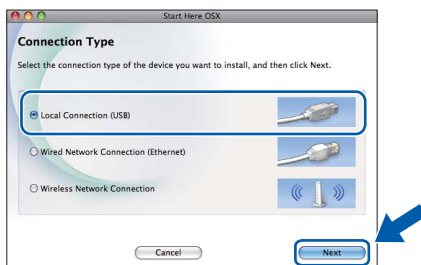 Start Here OSX
Connection Type
Select the connection type of the device you want to install, and then click Next.
Local Connection (USB)
Wired Network Connection (Ethernet)
Wireless Network Connection
Cancel
Next